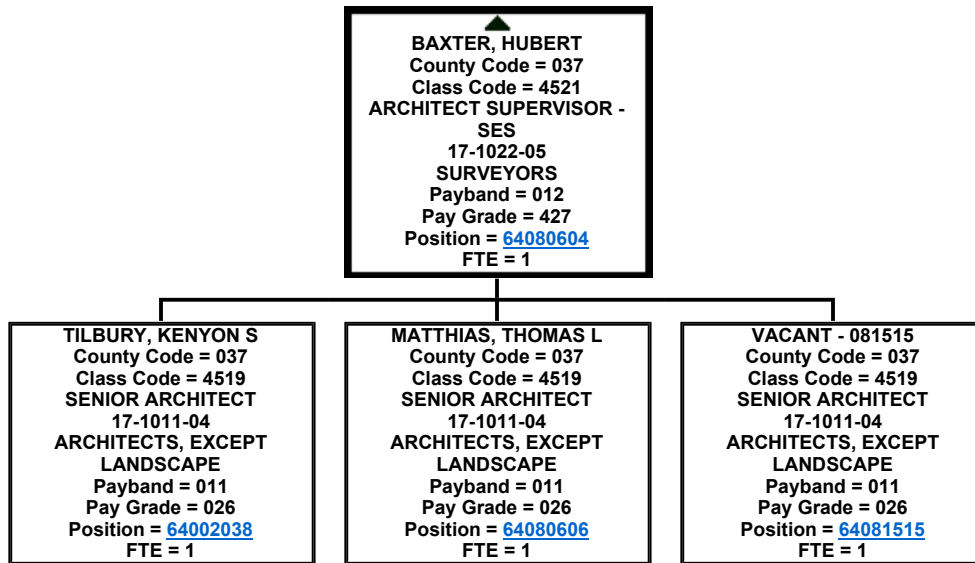 BAXTER, HUBERT
County Code = 037
Class Code = 4521
ARCHITECT SUPERVISOR -
SES
17-1022-05
SURVEYORS
Payband = 012
Pay Grade = 427
Position = 64080604
FTE = 1
TILBURY, KENYON S
County Code = 037
Class Code = 4519
SENIOR ARCHITECT
17-1011-04
ARCHITECTS, EXCEPT
LANDSCAPE
Payband = 011
Pay Grade = 026
Position = 64002038
FTE = 1
MATTHIAS, THOMAS L
County Code = 037
Class Code = 4519
SENIOR ARCHITECT
17-1011-04
ARCHITECTS, EXCEPT
LANDSCAPE
Payband = 011
Pay Grade = 026
Position = 64080606
FTE = 1
VACANT - 081515
County Code = 037
Class Code = 4519
SENIOR ARCHITECT
17-1011-04
ARCHITECTS, EXCEPT
LANDSCAPE
Payband = 011
Pay Grade = 026
Position = 64081515
FTE = 1